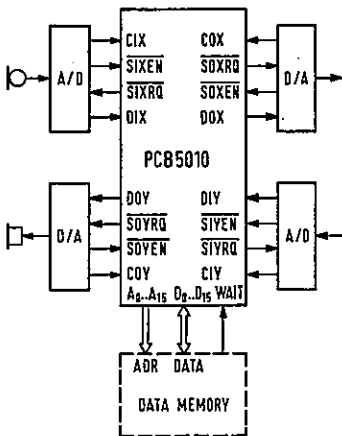 CIX COX
A/D SIXEN SOXRQ D/A
SIXRQ SOXEN
DIX DOX
PCB5010
DOY DIY
D/A SOYRQ SIYEN A/D
SOYEN SIYRQ
COY CIY
A0..A15 D0..D15 WAIT
ADR DATA
DATA MEMORY